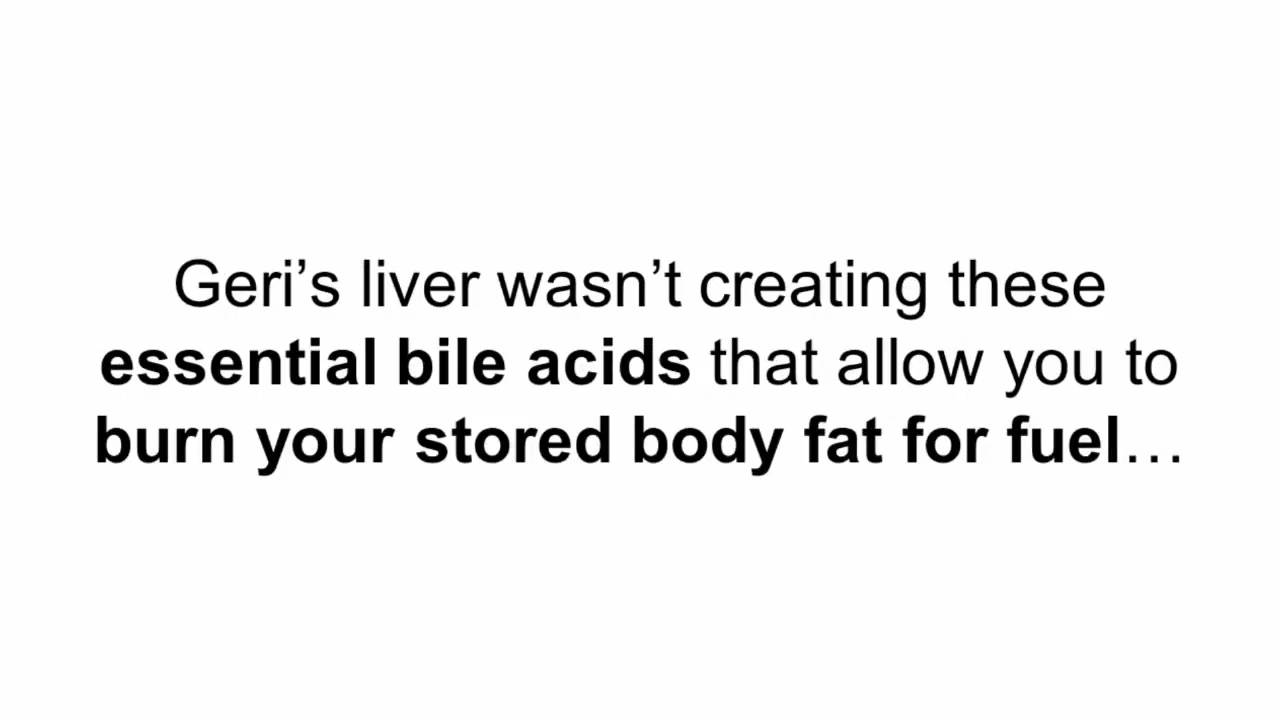 Geri’s liver wasn’t creating these
essential bile acids that allow you to
burn your stored body fat for fuel…